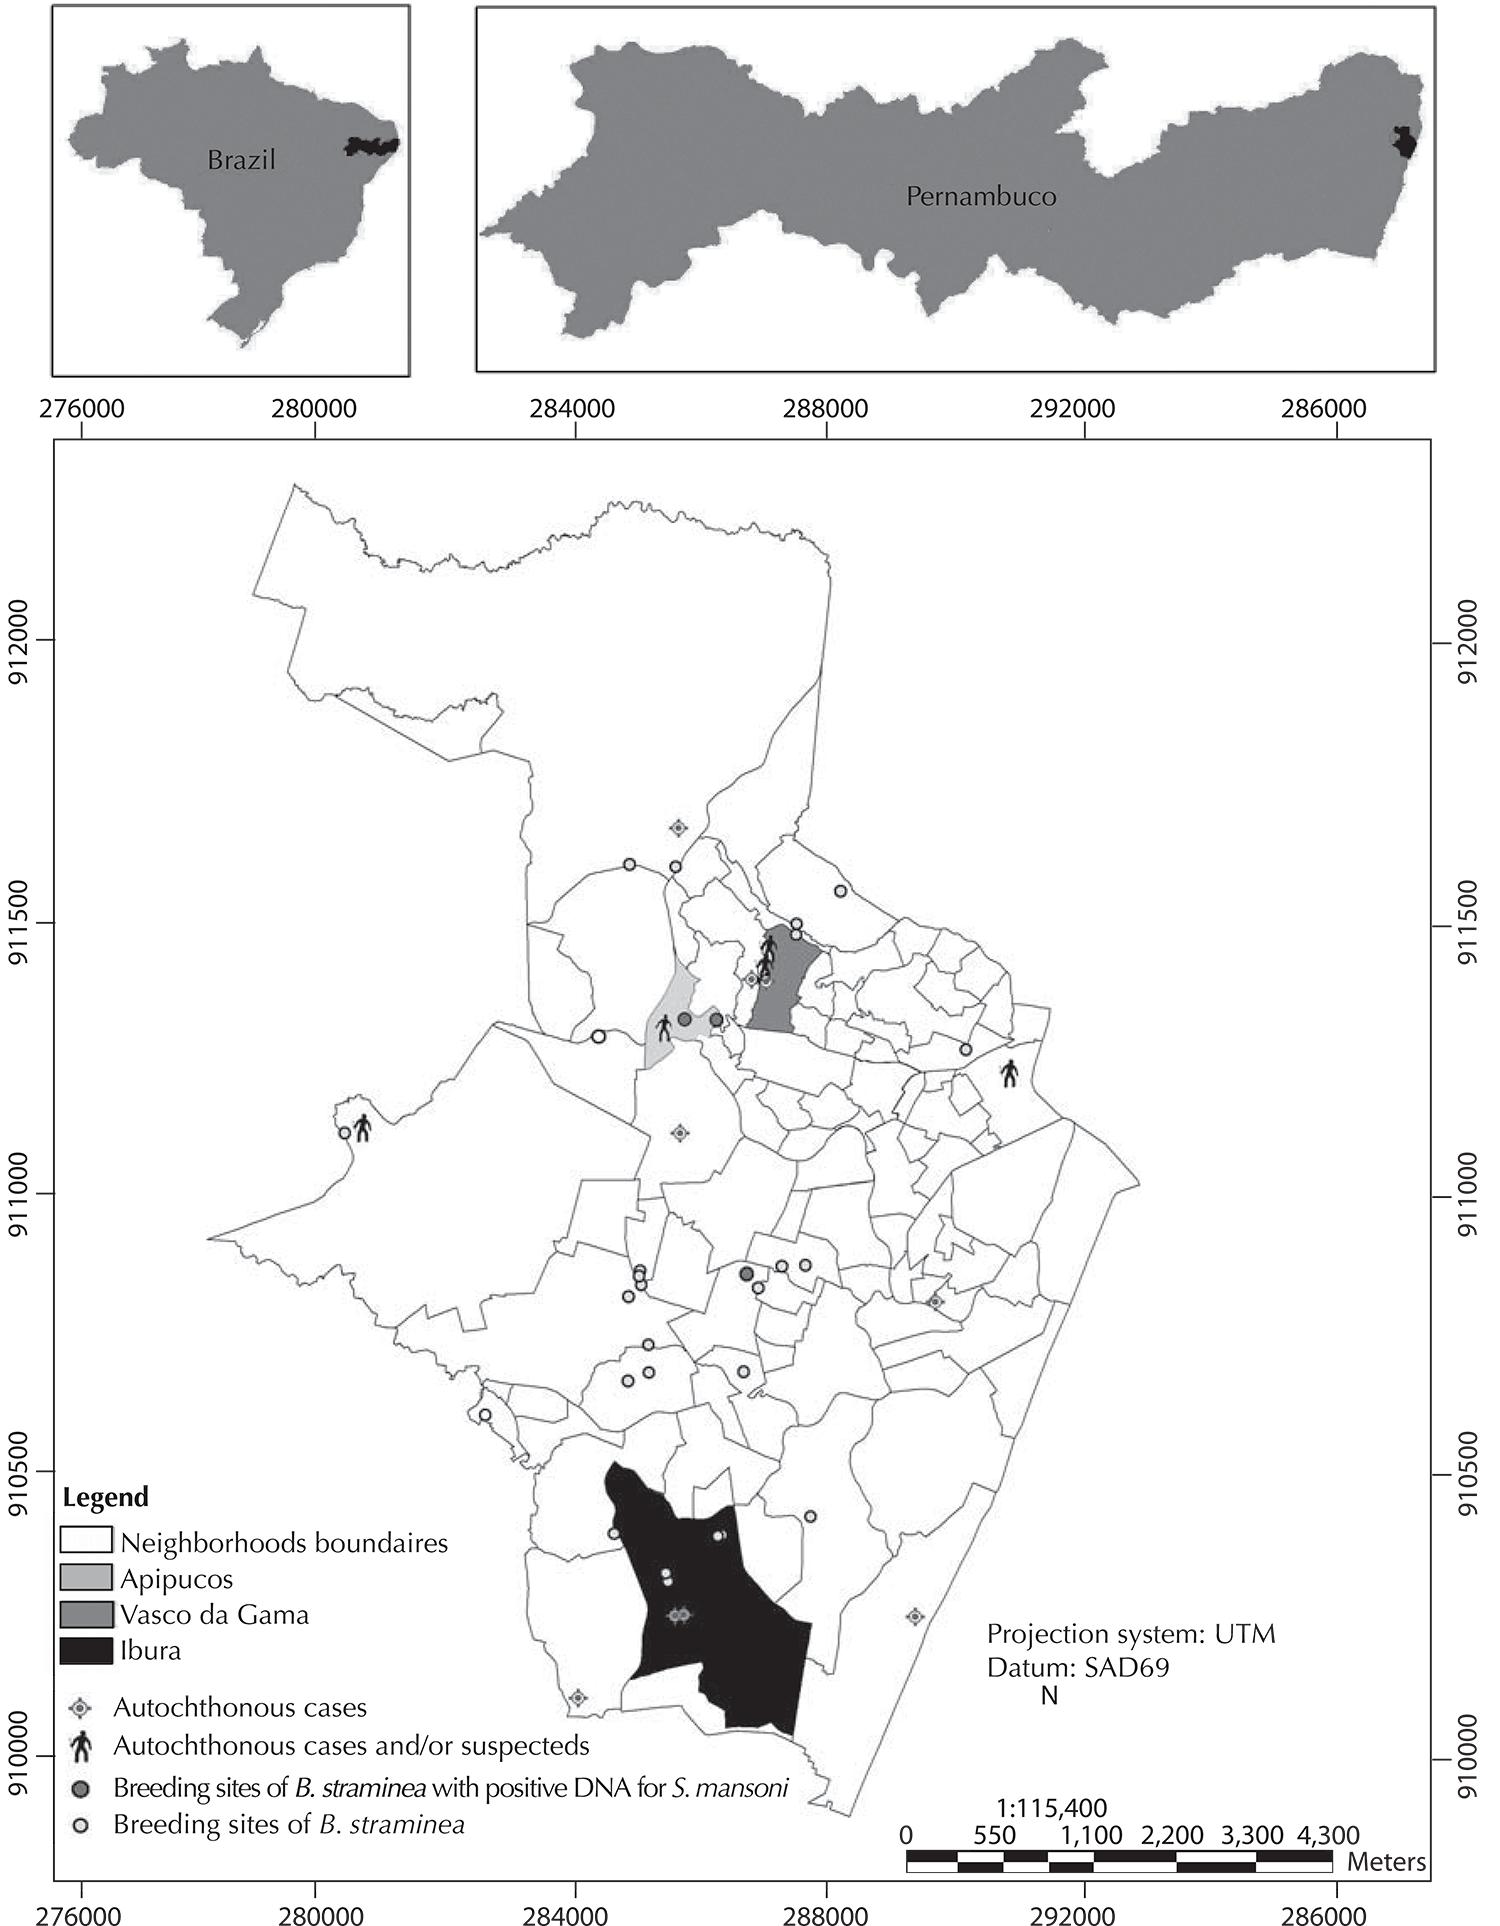 Brazil
Pernambuco
276000 280000 284000 288000 292000 286000
912000 912000
911500 911500
911000 911000
910500 910500
910000 910000
Legend
Neighborhoods boundaires
Apipucos
Vasco da Gama
Ibura
Autochthonous cases
Autochthonous cases and/or suspecteds
Breeding sites of B. straminea with positive DNA for S. mansoni
Breeding sites of B. straminea
Projection system: UTM
Datum: SAD69
N
1:115,400
0 550 1,100 2,200 3,300 4,300
Meters
276000 280000 284000 288000 292000 286000